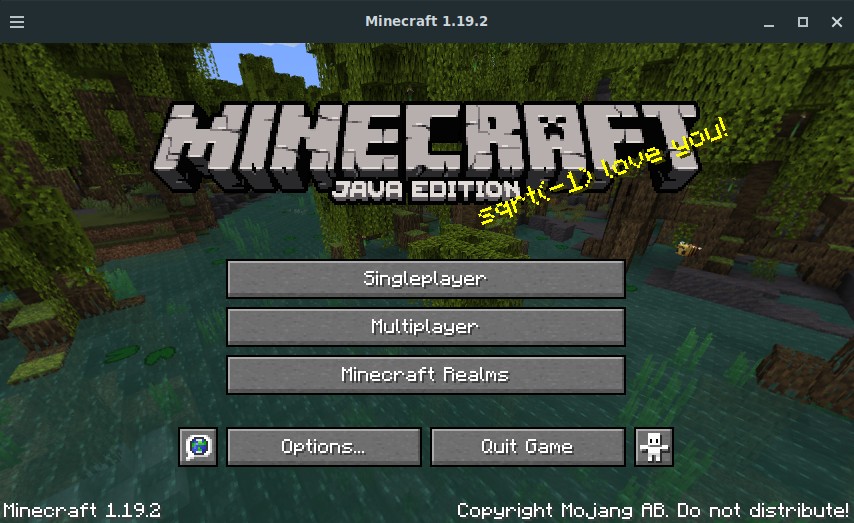 Minecraft 1.19.2
MINECRAFT
JAVA EDITION
sqrt(-1) love you!
Singleplayer
Multiplayer
Minecraft Realms
Options...
Quit Game
Minecraft 1.19.2
Copyright Mojang AB. Do not distribute!